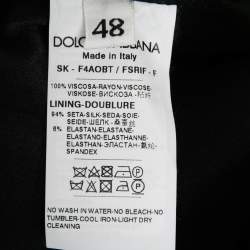 48
DOLCE & GABBANA
Made in Italy
SK - F4AOBT / FSRIF - F
100% VISCOSA-RAYON-VISCOSE-
VISKOSE-ВИСКОЗА-
LINING-DOUBLURE
94% SETA-SILK-SEDA-SOIE-
SEIDE-ШЕЛК-
6% ELASTAN-ELASTANE-
ELASTANO-ELASTHANNE-
ELASTHAN-ЭЛАСТАН-
SPANDEX
NO WASH IN WATER-NO BLEACH-NO
TUMBLER-COOL IRON-LIGHT DRY
CLEANING